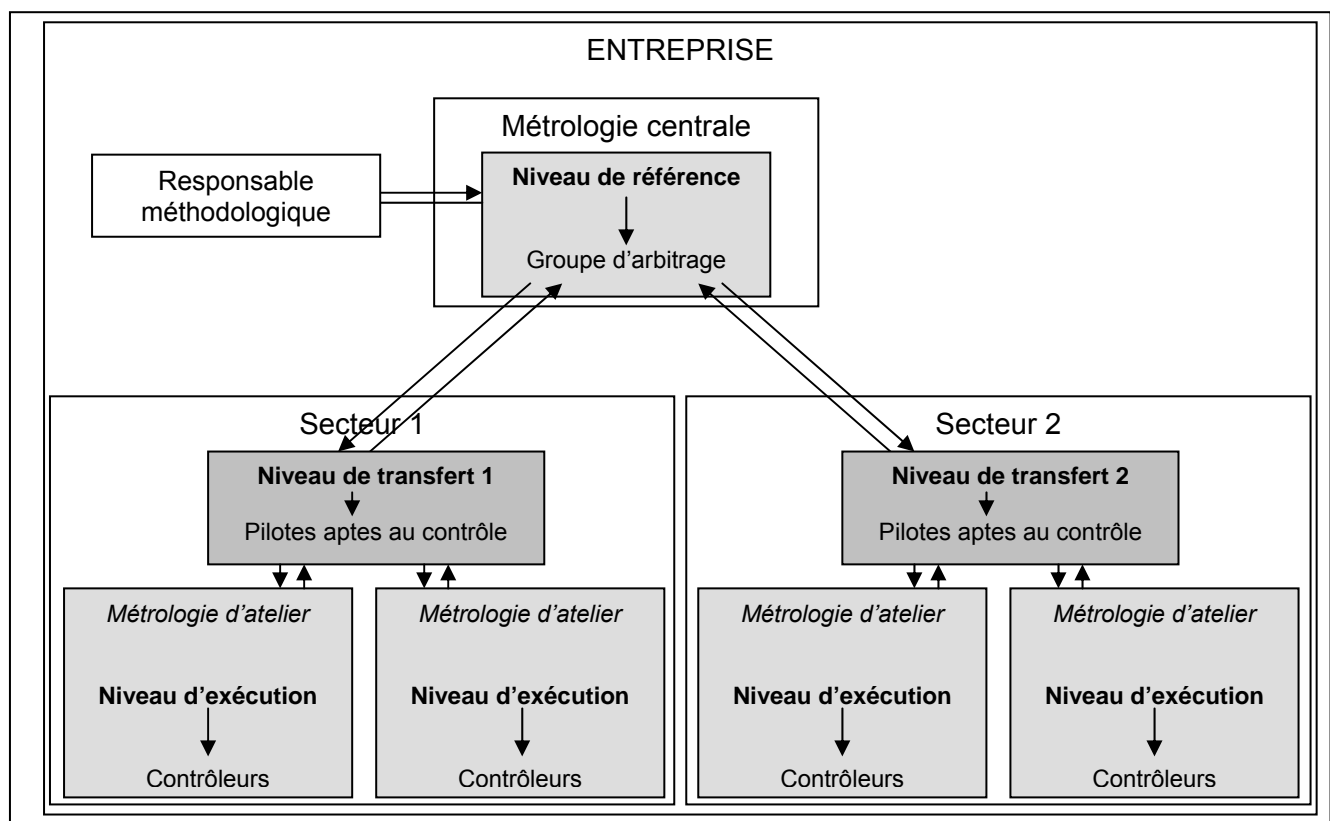 ENTREPRISE
Métrologie centrale
Responsable
méthodologique
Niveau de référence
Groupe d’arbitrage
Secteur 1
Niveau de transfert 1
Pilotes aptes au contrôle
Métrologie d’atelier
Niveau d’exécution
Contrôleurs
Métrologie d’atelier
Niveau d’exécution
Contrôleurs
Secteur 2
Niveau de transfert 2
Pilotes aptes au contrôle
Métrologie d’atelier
Niveau d’exécution
Contrôleurs
Métrologie d’atelier
Niveau d’exécution
Contrôleurs